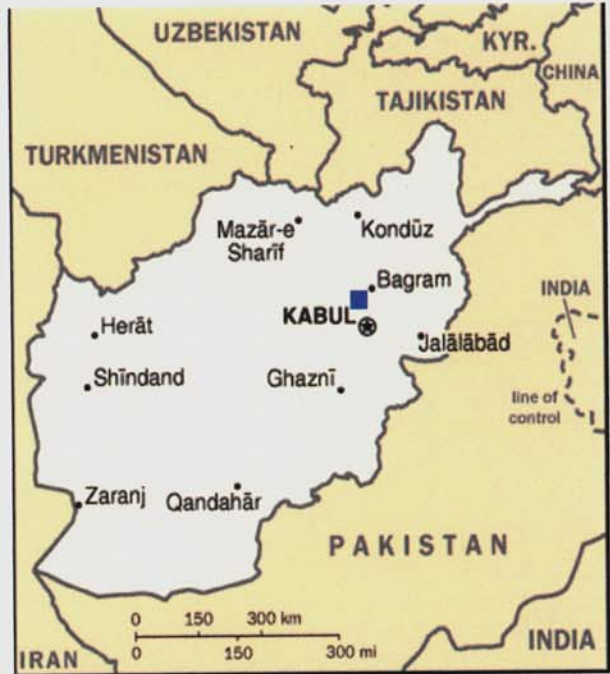 UZBEKISTAN
KYR.
CHINA
TAJIKISTAN
TURKMENISTAN
Mazār-e
Sharīf
Kondūz
Bagram
INDIA
KABUL
Herāt
Jalālābād
Shīndand
Ghaznī
line of
control
Zaranj
Qandahār
PAKISTAN
0 150 300 km
0 150 300 mi
IRAN
INDIA